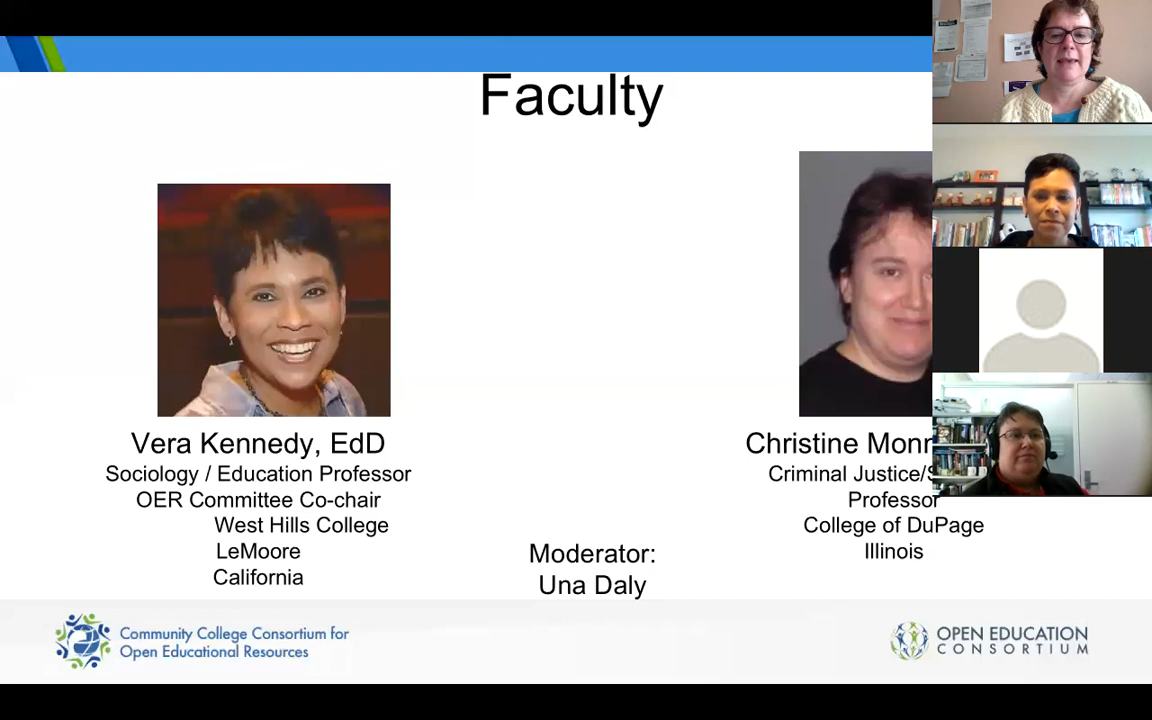 Faculty
Vera Kennedy, EdD
Sociology / Education Professor
OER Committee Co-chair
West Hills College
LeMoore
California
Moderator:
Una Daly
Christine
Criminal Justice/
Professor
College of DuPage
Illinois
Community College Consortium for
Open Educational Resources
OPEN EDUCATION
CONSORTIUM